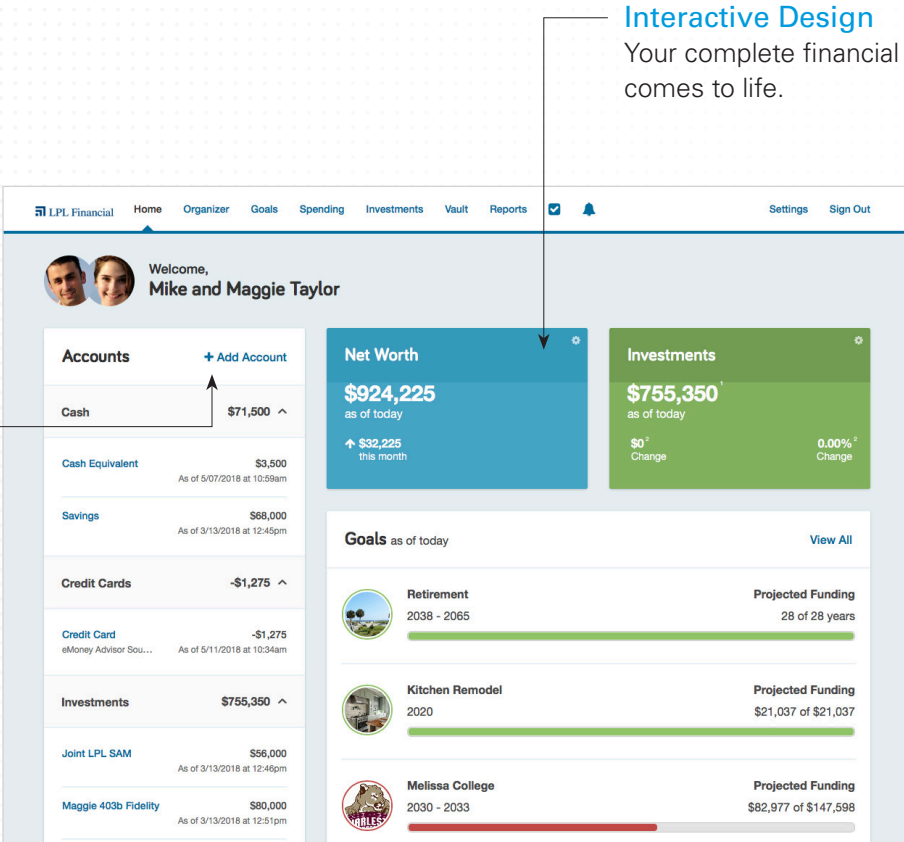 Interactive Design
Your complete financial
comes to life.
LPL Financial Home Organizer Goals Spending Investments Vault Reports Settings Sign Out
Welcome,
Mike and Maggie Taylor
Accounts + Add Account
Cash $71,500
Cash Equivalent $3,500
As of 5/07/2018 at 10:59am
Savings $68,000
As of 3/13/2018 at 12:45pm
Credit Cards -$1,275
Credit Card -$1,275
eMoney Advisor Sou... As of 5/11/2018 at 10:34am
Investments $755,350
Joint LPL SAM $56,000
As of 3/13/2018 at 12:46pm
Maggie 403b Fidelity $80,000
As of 3/13/2018 at 12:51pm
Net Worth
$924,225
as of today
$32,225
this month
Investments
$755,350¹
as of today
$0² 0.00%²
Change Change
Goals as of today View All
Retirement Projected Funding
2038 - 2065 28 of 28 years
Kitchen Remodel Projected Funding
2020 $21,037 of $21,037
Melissa College Projected Funding
2030 - 2033 $82,977 of $147,598